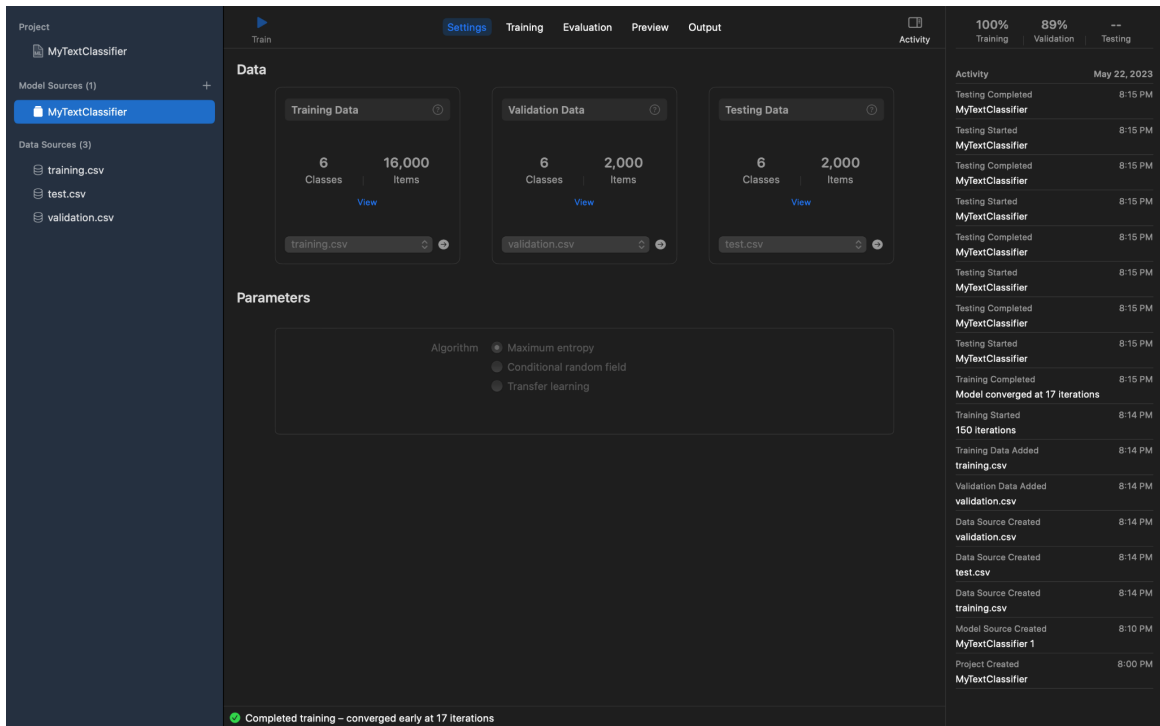 Project
MyTextClassifier
Model Sources (1)
MyTextClassifier
Data Sources (3)
training.csv
test.csv
validation.csv
Train
Settings Training Evaluation Preview Output
Activity
Data
Training Data
6 16,000
Classes Items
View
training.csv
Validation Data
6 2,000
Classes Items
View
validation.csv
Testing Data
6 2,000
Classes Items
View
test.csv
Parameters
Algorithm Maximum entropy
Conditional random field
Transfer learning
Completed training – converged early at 17 iterations
100% 89% --
Training Validation Testing
Activity May 22, 2023
Testing Completed 8:15 PM
MyTextClassifier
Testing Started 8:15 PM
MyTextClassifier
Testing Completed 8:15 PM
MyTextClassifier
Testing Started 8:15 PM
MyTextClassifier
Testing Completed 8:15 PM
MyTextClassifier
Testing Started 8:15 PM
MyTextClassifier
Testing Completed 8:15 PM
MyTextClassifier
Testing Started 8:15 PM
MyTextClassifier
Training Completed 8:15 PM
Model converged at 17 iterations
Training Started 8:14 PM
150 iterations
Training Data Added 8:14 PM
training.csv
Validation Data Added 8:14 PM
validation.csv
Data Source Created 8:14 PM
validation.csv
Data Source Created 8:14 PM
test.csv
Data Source Created 8:14 PM
training.csv
Model Source Created 8:10 PM
MyTextClassifier 1
Project Created 8:00 PM
MyTextClassifier